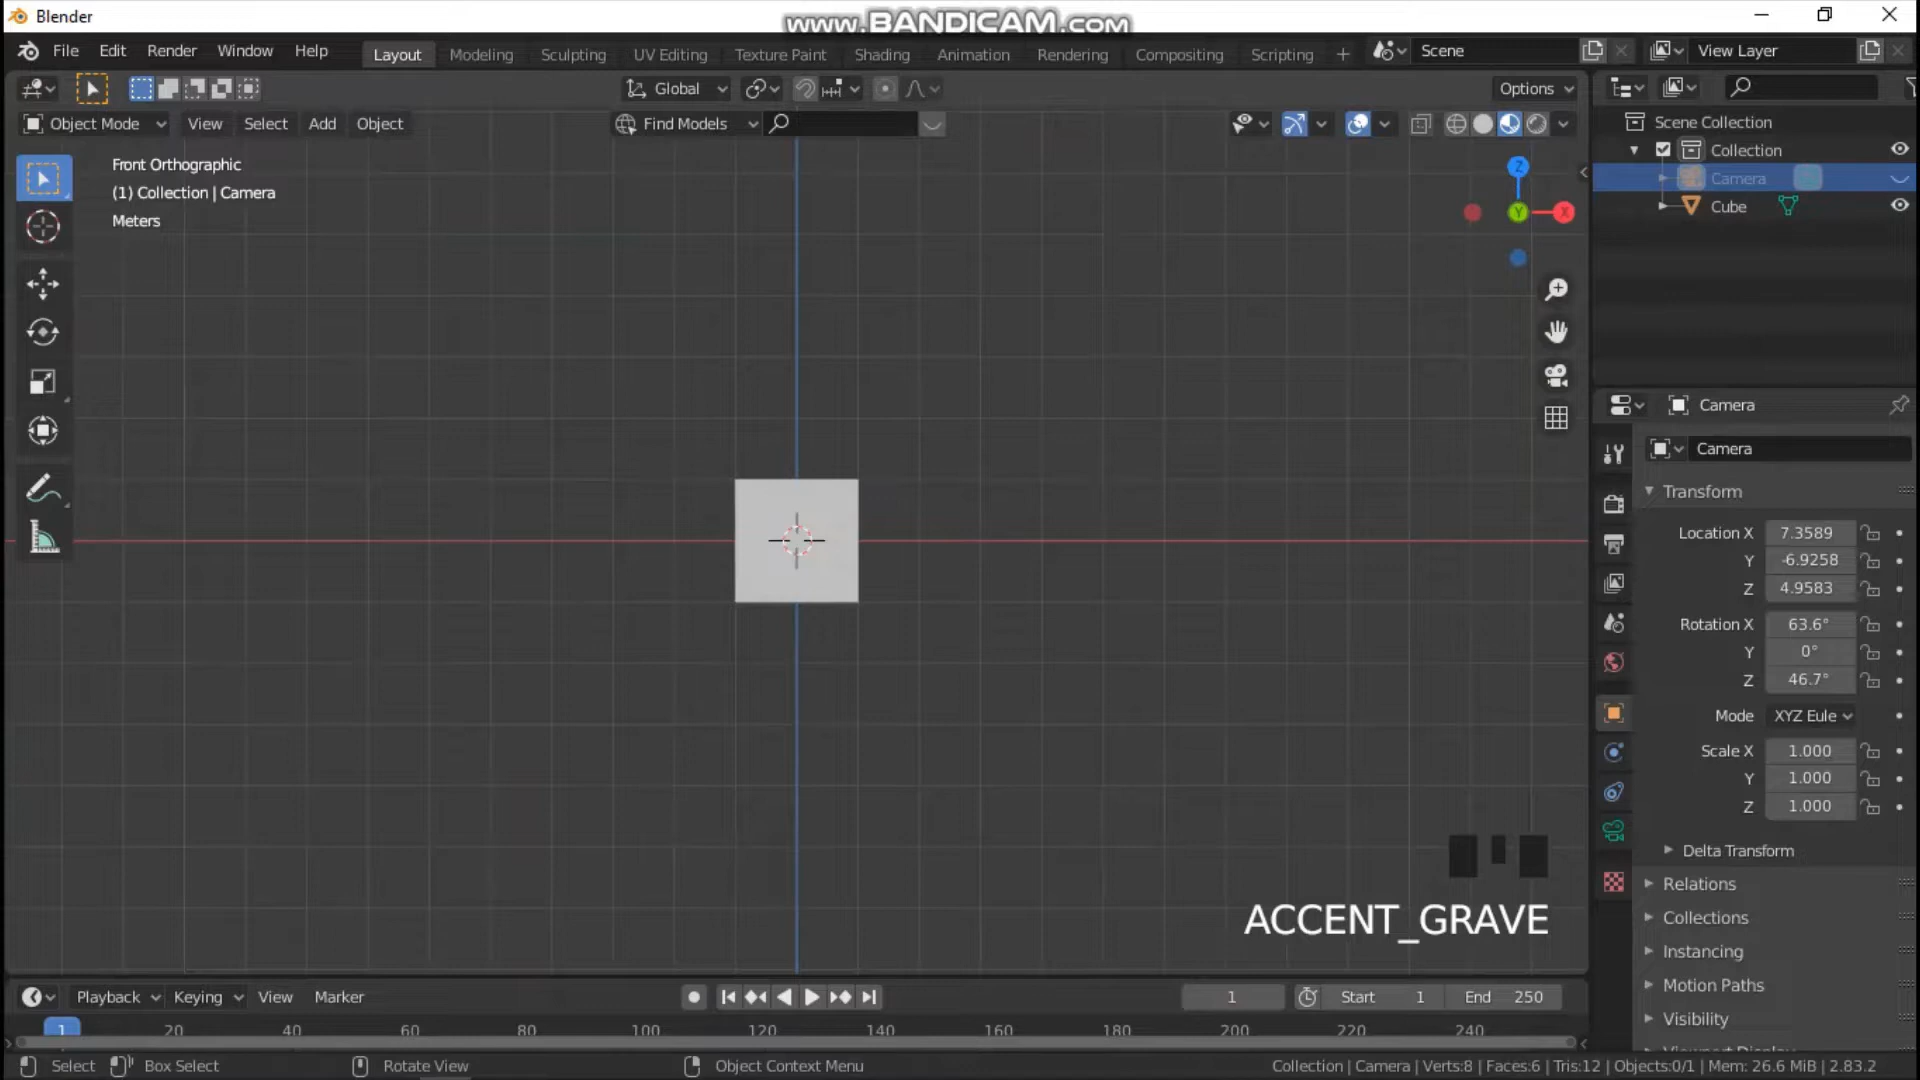 Blender
www.BANDICAM.com
File Edit Render Window Help
Layout Modeling Sculpting UV Editing Texture Paint Shading Animation Rendering Compositing Scripting +
Scene
View Layer
Global
Options
Object Mode View Select Add Object
Find Models
Front Orthographic
(1) Collection | Camera
Meters
Z
Y
X
Scene Collection
Collection
Camera
Cube
Camera
Camera
Transform
Location X 7.3589
Y -6.9258
Z 4.9583
Rotation X 63.6°
Y 0°
Z 46.7°
Mode XYZ Eule
Scale X 1.000
Y 1.000
Z 1.000
Delta Transform
Relations
Collections
Instancing
Motion Paths
Visibility
ACCENT_GRAVE
Playback Keying View Marker
1
Start 1
End 250
1 20 40 60 80 100 120 140 160 180 200 220 240
Select Box Select Rotate View Object Context Menu
Collection | Camera | Verts:8 | Faces:6 | Tris:12 | Objects:0/1 | Mem: 26.6 MiB | 2.83.2